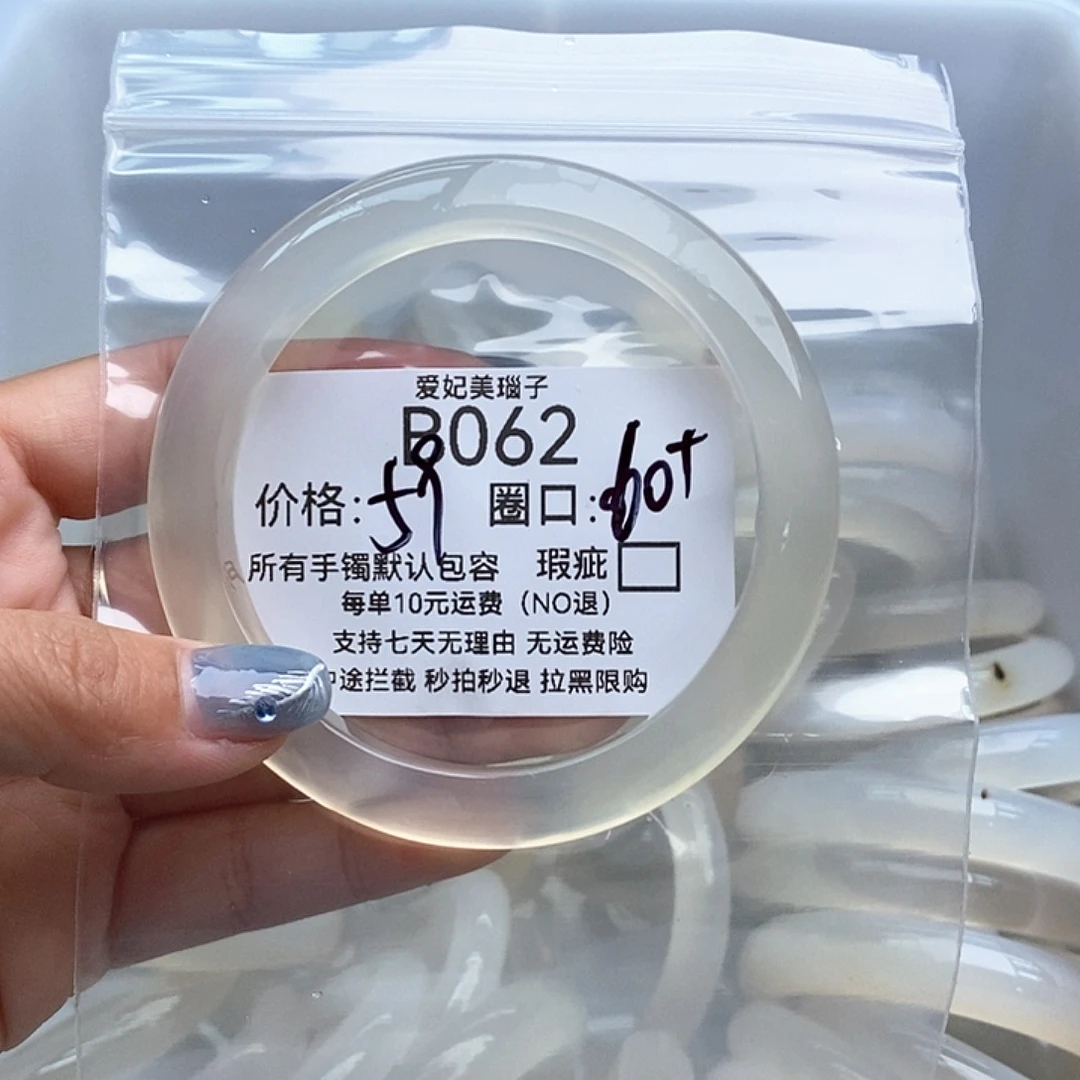 爱妃美瑙子
B062
价格:59 圈口:60+
所有手镯默认包容 瑕疵
每单10元运费（NO退）
支持七天无理由 无运费险
途拦截 秒拍秒退 拉黑限购